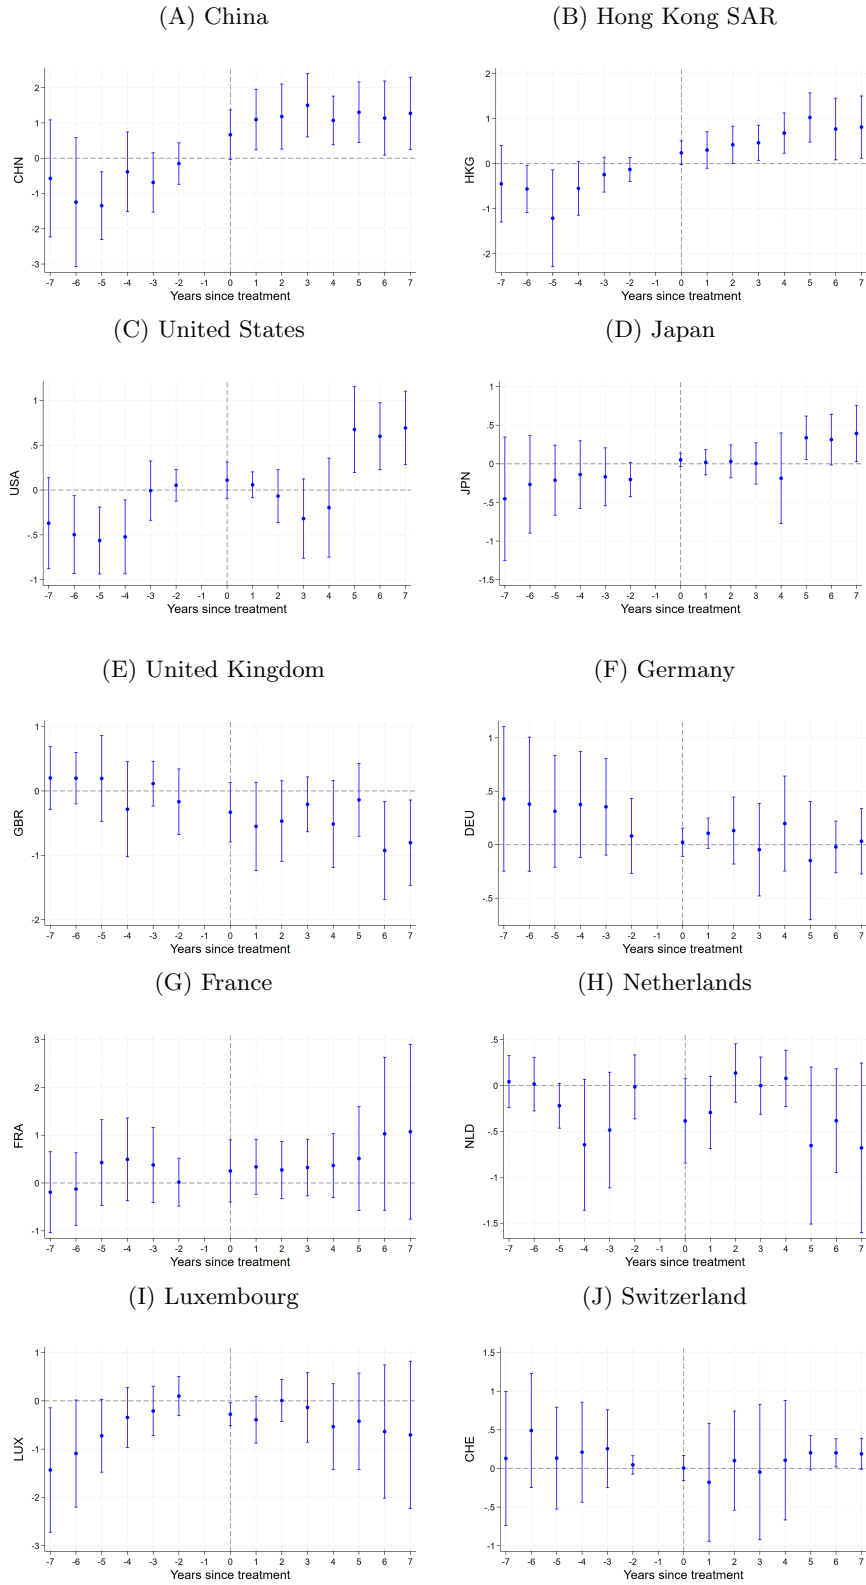 (A) China
(B) Hong Kong SAR
CHN
2
1
0
-1
-2
-3
-7 -6 -5 -4 -3 -2 -1 0 1 2 3 4 5 6 7
Years since treatment
HKG
2
1
0
-1
-2
-7 -6 -5 -4 -3 -2 -1 0 1 2 3 4 5 6 7
Years since treatment
(C) United States
(D) Japan
USA
1
.5
0
-.5
-1
-7 -6 -5 -4 -3 -2 -1 0 1 2 3 4 5 6 7
Years since treatment
JPN
1
.5
0
-.5
-1
-1.5
-7 -6 -5 -4 -3 -2 -1 0 1 2 3 4 5 6 7
Years since treatment
(E) United Kingdom
(F) Germany
GBR
1
0
-1
-2
-7 -6 -5 -4 -3 -2 -1 0 1 2 3 4 5 6 7
Years since treatment
DEU
1
.5
0
-.5
-7 -6 -5 -4 -3 -2 -1 0 1 2 3 4 5 6 7
Years since treatment
(G) France
(H) Netherlands
FRA
3
2
1
0
-1
-7 -6 -5 -4 -3 -2 -1 0 1 2 3 4 5 6 7
Years since treatment
NLD
.5
0
-.5
-1
-1.5
-7 -6 -5 -4 -3 -2 -1 0 1 2 3 4 5 6 7
Years since treatment
(I) Luxembourg
(J) Switzerland
LUX
1
0
-1
-2
-3
-7 -6 -5 -4 -3 -2 -1 0 1 2 3 4 5 6 7
Years since treatment
CHE
1.5
1
.5
0
-.5
-1
-7 -6 -5 -4 -3 -2 -1 0 1 2 3 4 5 6 7
Years since treatment